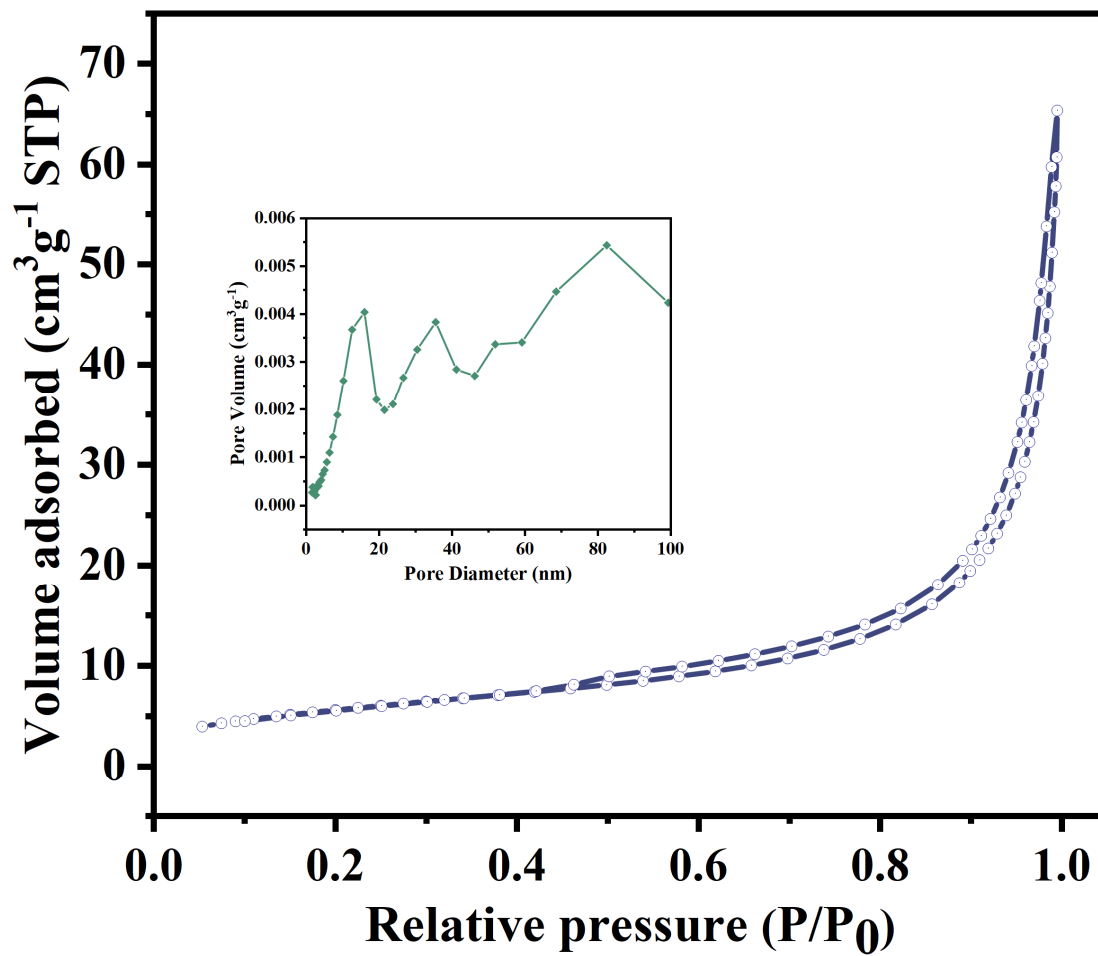 Volume adsorbed (cm³g⁻¹ STP)
70
60
50
40
30
20
10
0
0.0 0.2 0.4 0.6 0.8 1.0
Relative pressure (P/P₀)
Pore Volume (cm³g⁻¹)
0.006
0.005
0.004
0.003
0.002
0.001
0.000
0 20 40 60 80 100
Pore Diameter (nm)